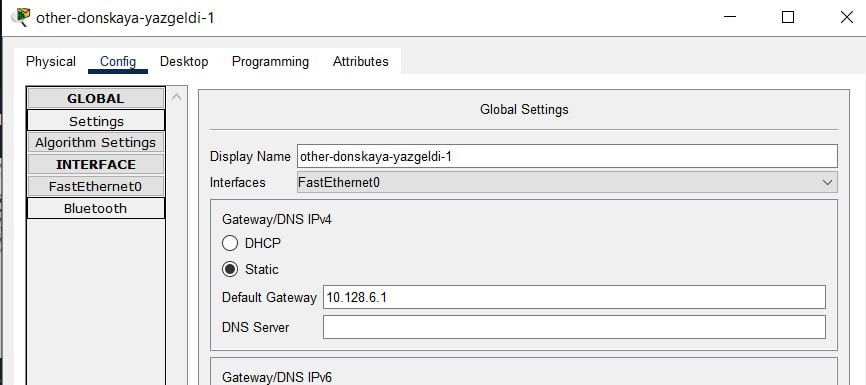 other-donskaya-yazgeldi-1
Physical Config Desktop Programming Attributes
GLOBAL
Settings
Algorithm Settings
INTERFACE
FastEthernet0
Bluetooth
Global Settings
Display Name other-donskaya-yazgeldi-1
Interfaces FastEthernet0
Gateway/DNS IPv4
DHCP
Static
Default Gateway 10.128.6.1
DNS Server
Gateway/DNS IPv6